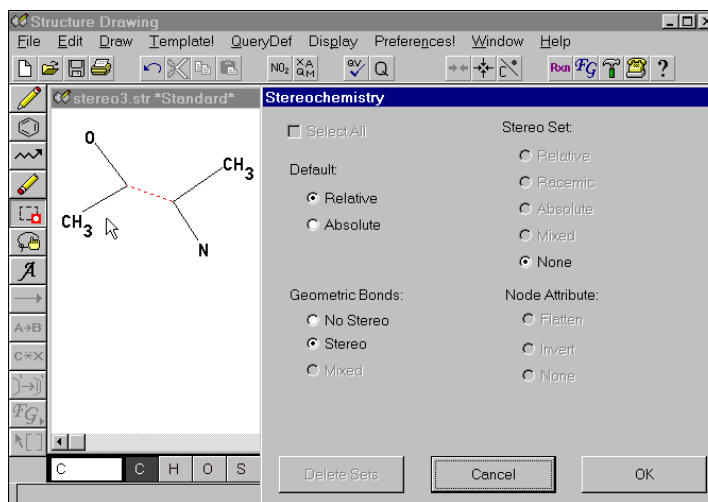 Structure Drawing
File Edit Draw Template! QueryDef Display Preferences! Window Help
NO₂ XA QM QV Q Rxn FG ?
stereo3.str *Standard*
O
CH3
CH3
N
A
A→B
C*X
FG
C C H O S
Stereochemistry
Select All
Default:
Relative
Absolute
Geometric Bonds:
No Stereo
Stereo
Mixed
Stereo Set:
Relative
Racemic
Absolute
Mixed
None
Node Attribute:
Flatten
Invert
None
Delete Sets Cancel OK